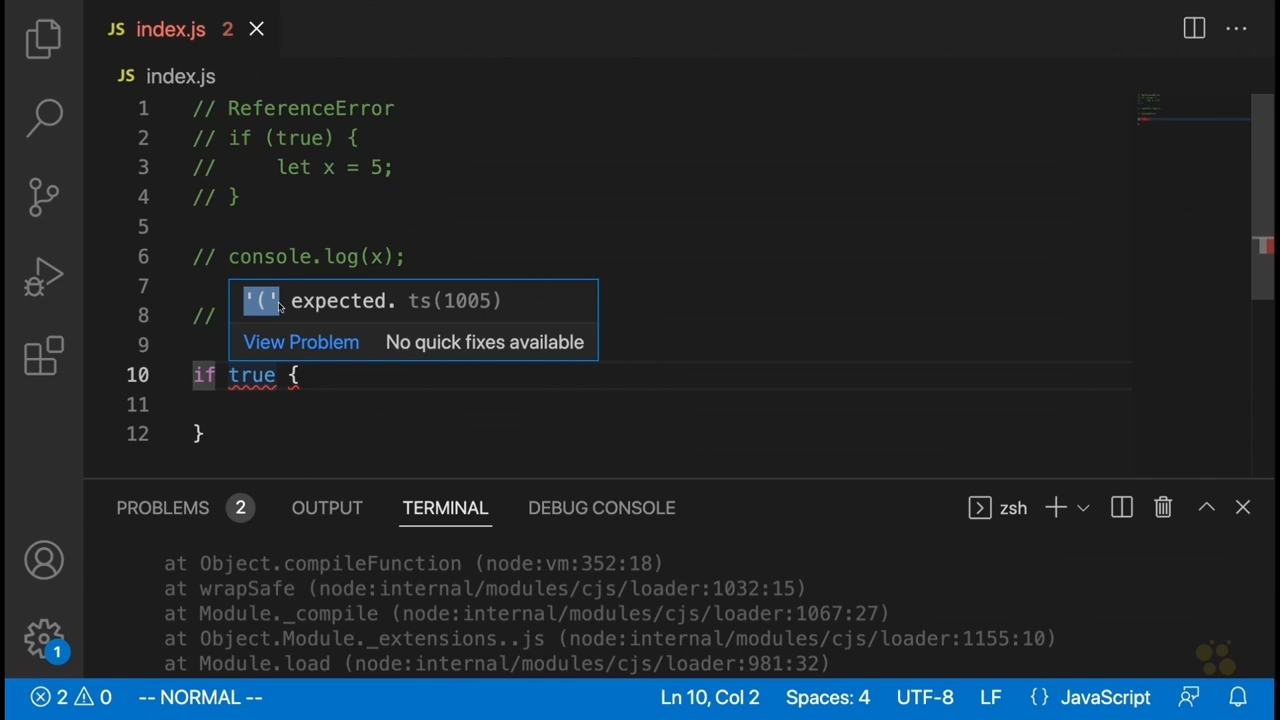 JS index.js 2
JS index.js
1 // ReferenceError
2 // if (true) {
3 //     let x = 5;
4 // }
5
6 // console.log(x);
7
8 //
'(' expected. ts(1005)
View Problem No quick fixes available
9
10 if true {
11
12 }
PROBLEMS 2 OUTPUT TERMINAL DEBUG CONSOLE zsh
at Object.compileFunction (node:vm:352:18)
at wrapSafe (node:internal/modules/cjs/loader:1032:15)
at Module._compile (node:internal/modules/cjs/loader:1067:27)
at Object.Module._extensions..js (node:internal/modules/cjs/loader:1155:10)
at Module.load (node:internal/modules/cjs/loader:981:32)
1
2 0 -- NORMAL -- Ln 10, Col 2 Spaces: 4 UTF-8 LF {} JavaScript